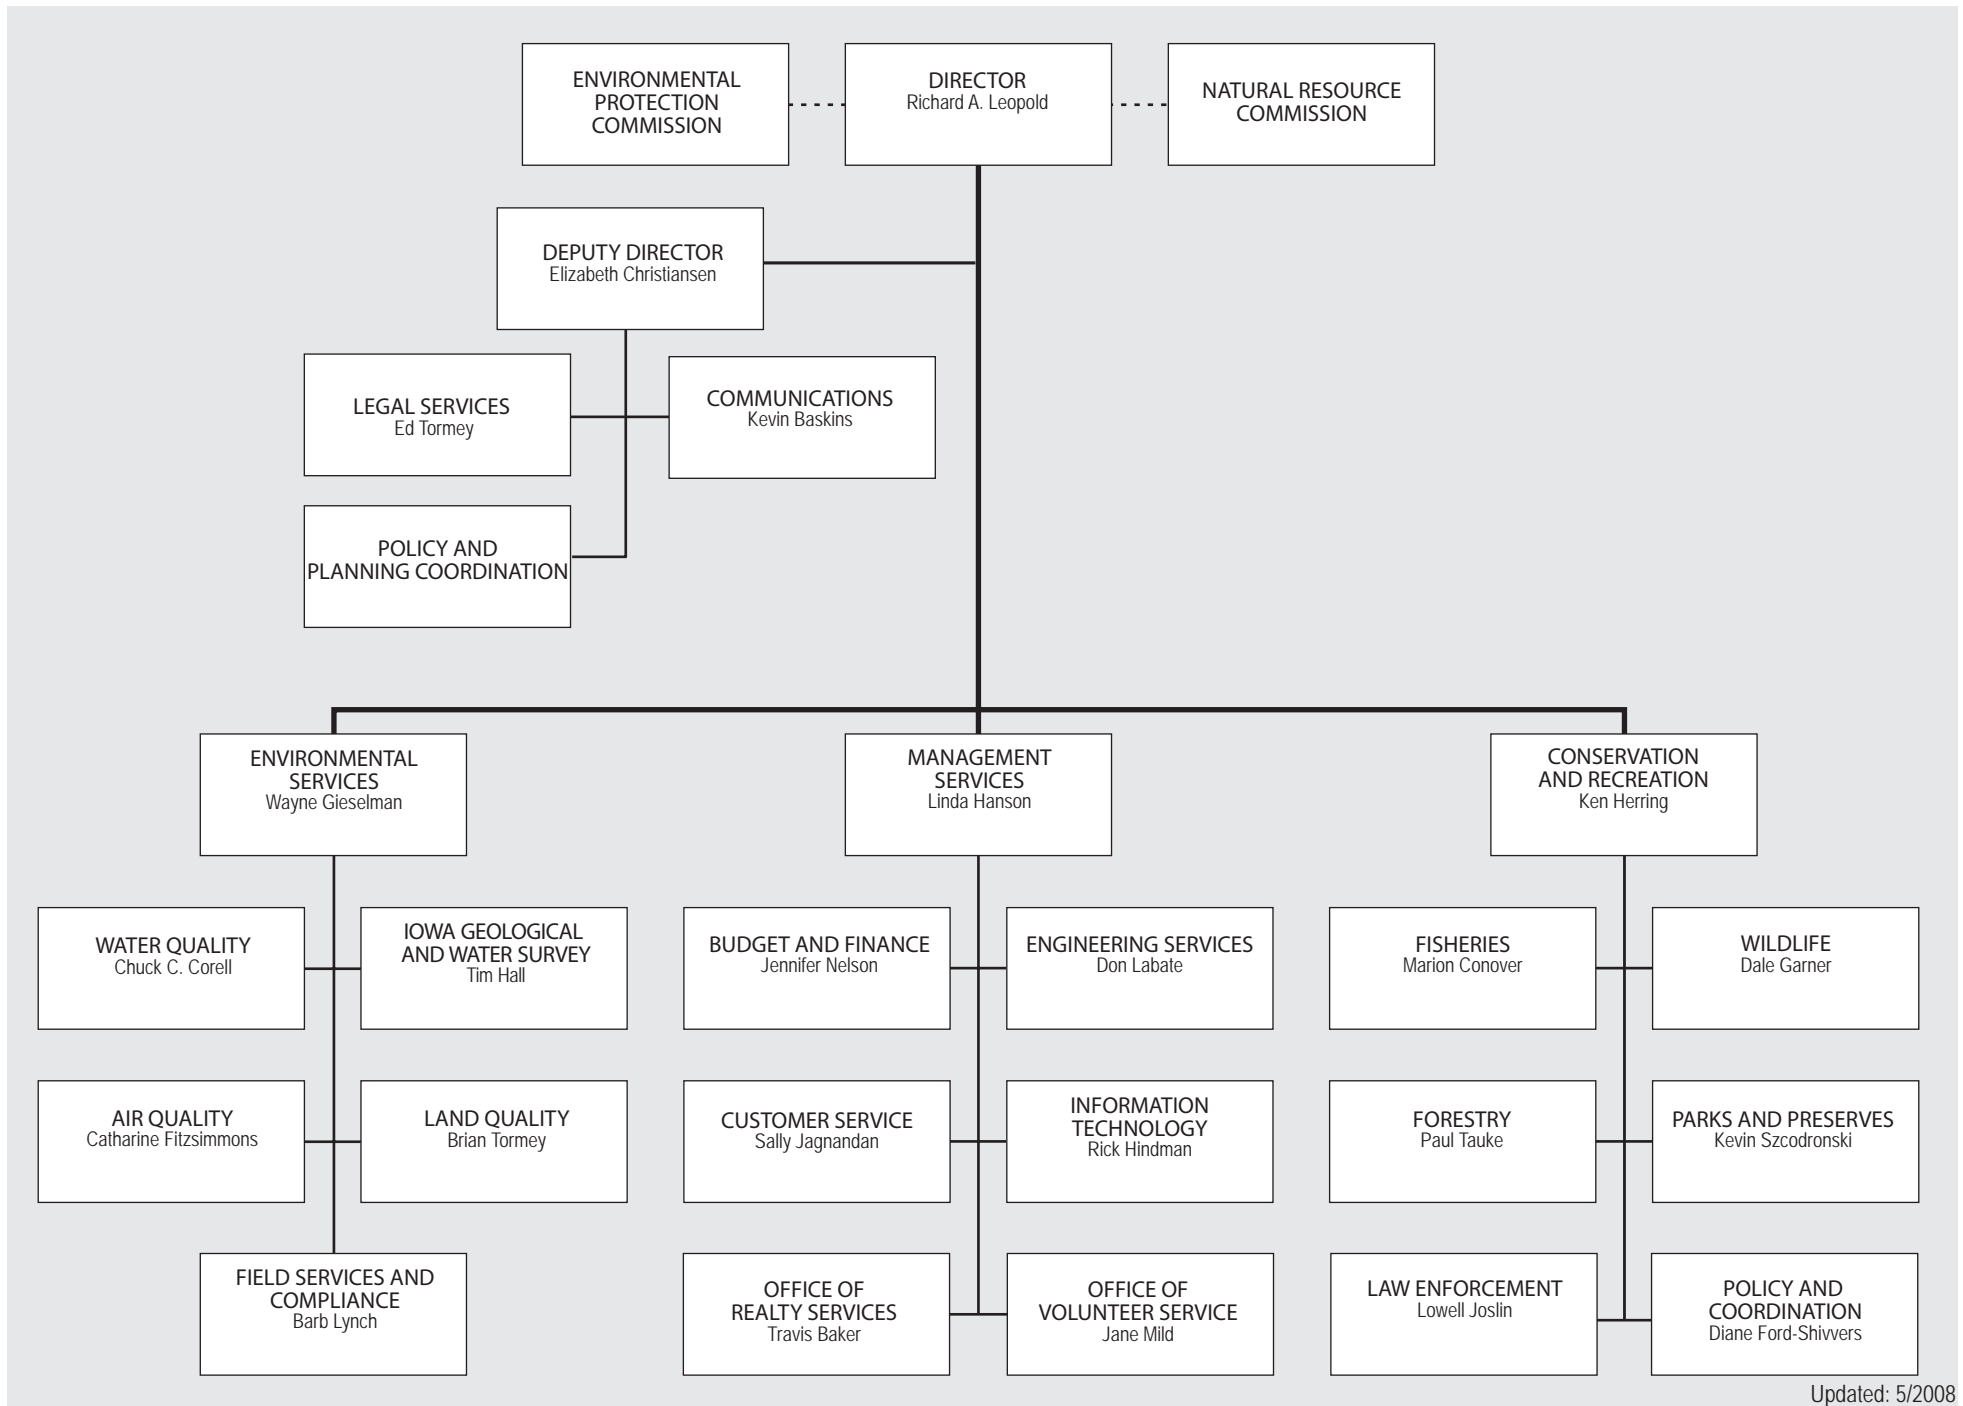 ENVIRONMENTAL
PROTECTION
COMMISSION
DIRECTOR
Richard A. Leopold
NATURAL RESOURCE
COMMISSION
DEPUTY DIRECTOR
Elizabeth Christiansen
LEGAL SERVICES
Ed Tormey
COMMUNICATIONS
Kevin Baskins
POLICY AND
PLANNING COORDINATION
ENVIRONMENTAL
SERVICES
Wayne Gieselman
MANAGEMENT
SERVICES
Linda Hanson
CONSERVATION
AND RECREATION
Ken Herring
WATER QUALITY
Chuck C. Corell
IOWA GEOLOGICAL
AND WATER SURVEY
Tim Hall
BUDGET AND FINANCE
Jennifer Nelson
ENGINEERING SERVICES
Don Labate
FISHERIES
Marion Conover
WILDLIFE
Dale Garner
AIR QUALITY
Catharine Fitzsimmons
LAND QUALITY
Brian Tormey
CUSTOMER SERVICE
Sally Jagnandan
INFORMATION
TECHNOLOGY
Rick Hindman
FORESTRY
Paul Tauke
PARKS AND PRESERVES
Kevin Szcodronski
FIELD SERVICES AND
COMPLIANCE
Barb Lynch
OFFICE OF
REALTY SERVICES
Travis Baker
OFFICE OF
VOLUNTEER SERVICE
Jane Mild
LAW ENFORCEMENT
Lowell Joslin
POLICY AND
COORDINATION
Diane Ford-Shivvers
Updated: 5/2008